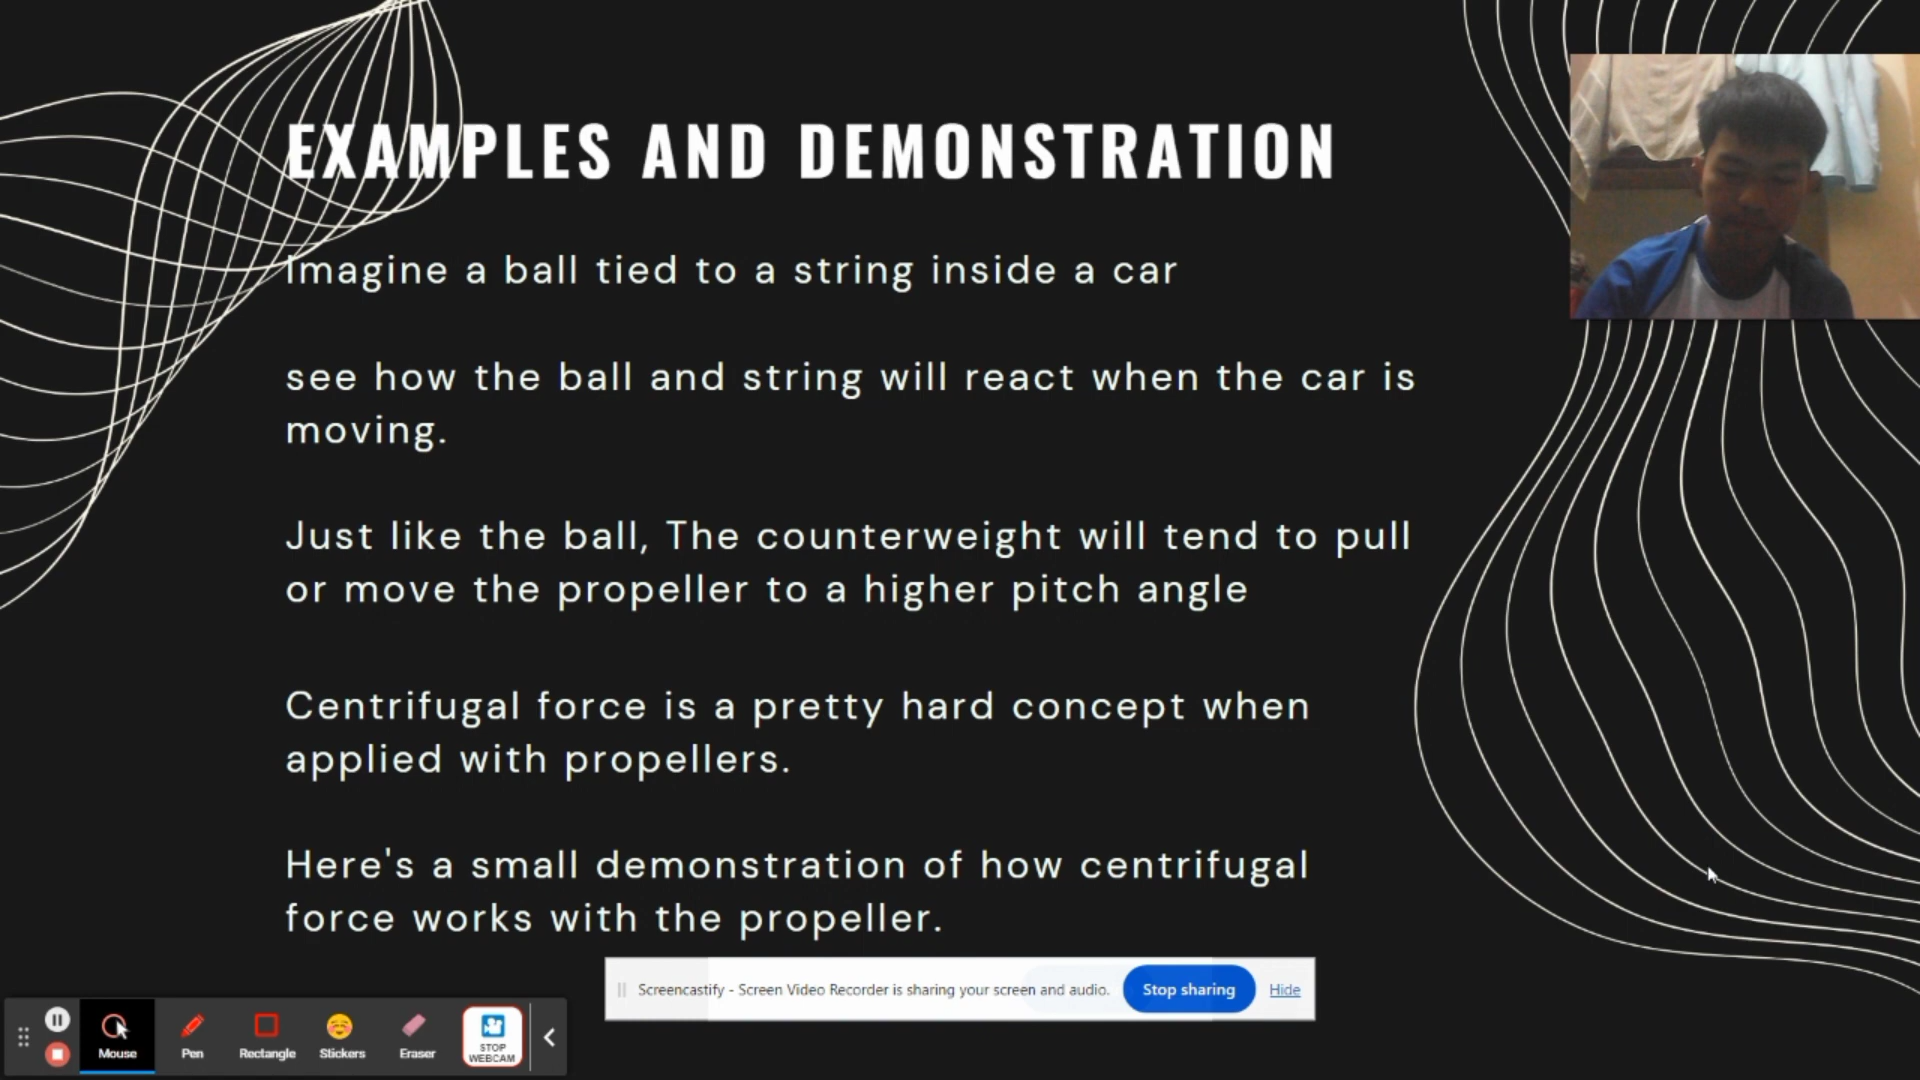 EXAMPLES AND DEMONSTRATION
Imagine a ball tied to a string inside a car
see how the ball and string will react when the car is
moving.
Just like the ball, The counterweight will tend to pull
or move the propeller to a higher pitch angle
Centrifugal force is a pretty hard concept when
applied with propellers.
Here's a small demonstration of how centrifugal
force works with the propeller.
Screencastify - Screen Video Recorder is sharing your screen and audio. Stop sharing Hide
Mouse Pen Rectangle Stickers Eraser STOP
WEBCAM